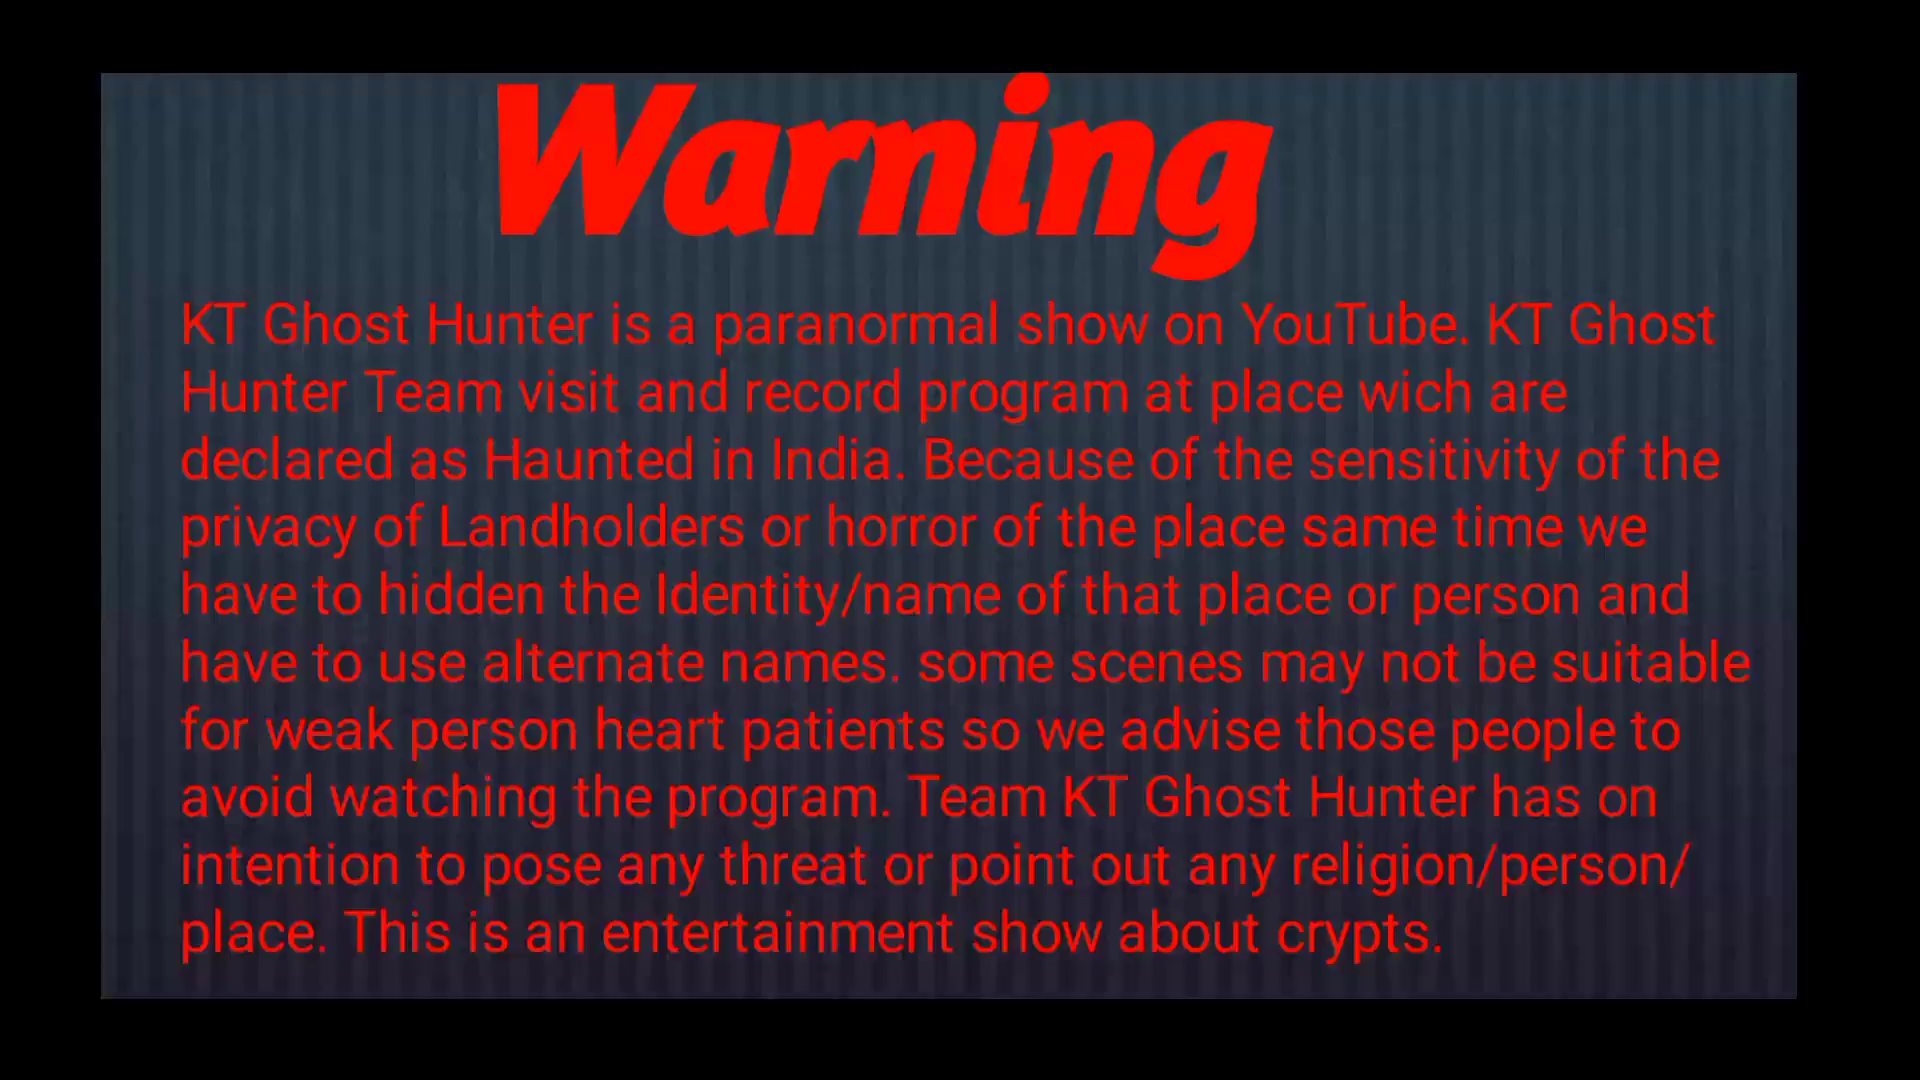 Warning
KT Ghost Hunter is a paranormal show on YouTube. KT Ghost
Hunter Team visit and record program at place wich are
declared as Haunted in India. Because of the sensitivity of the
privacy of Landholders or horror of the place same time we
have to hidden the Identity/name of that place or person and
have to use alternate names. some scenes may not be suitable
for weak person heart patients so we advise those people to
avoid watching the program. Team KT Ghost Hunter has on
intention to pose any threat or point out any religion/person/
place. This is an entertainment show about crypts.